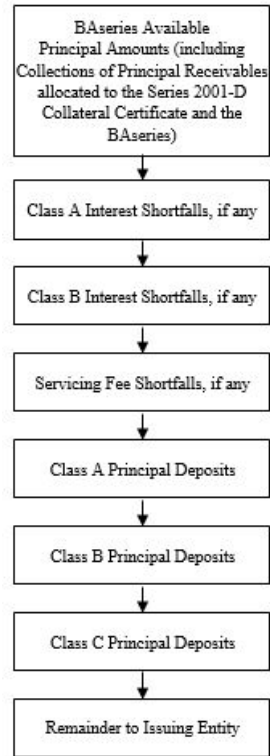 BAseries Available
Principal Amounts (including
Collections of Principal Receivables
allocated to the Series 2001-D
Collateral Certificate and the
BAseries)
Class A Interest Shortfalls, if any
Class B Interest Shortfalls, if any
Servicing Fee Shortfalls, if any
Class A Principal Deposits
Class B Principal Deposits
Class C Principal Deposits
Remainder to Issuing Entity